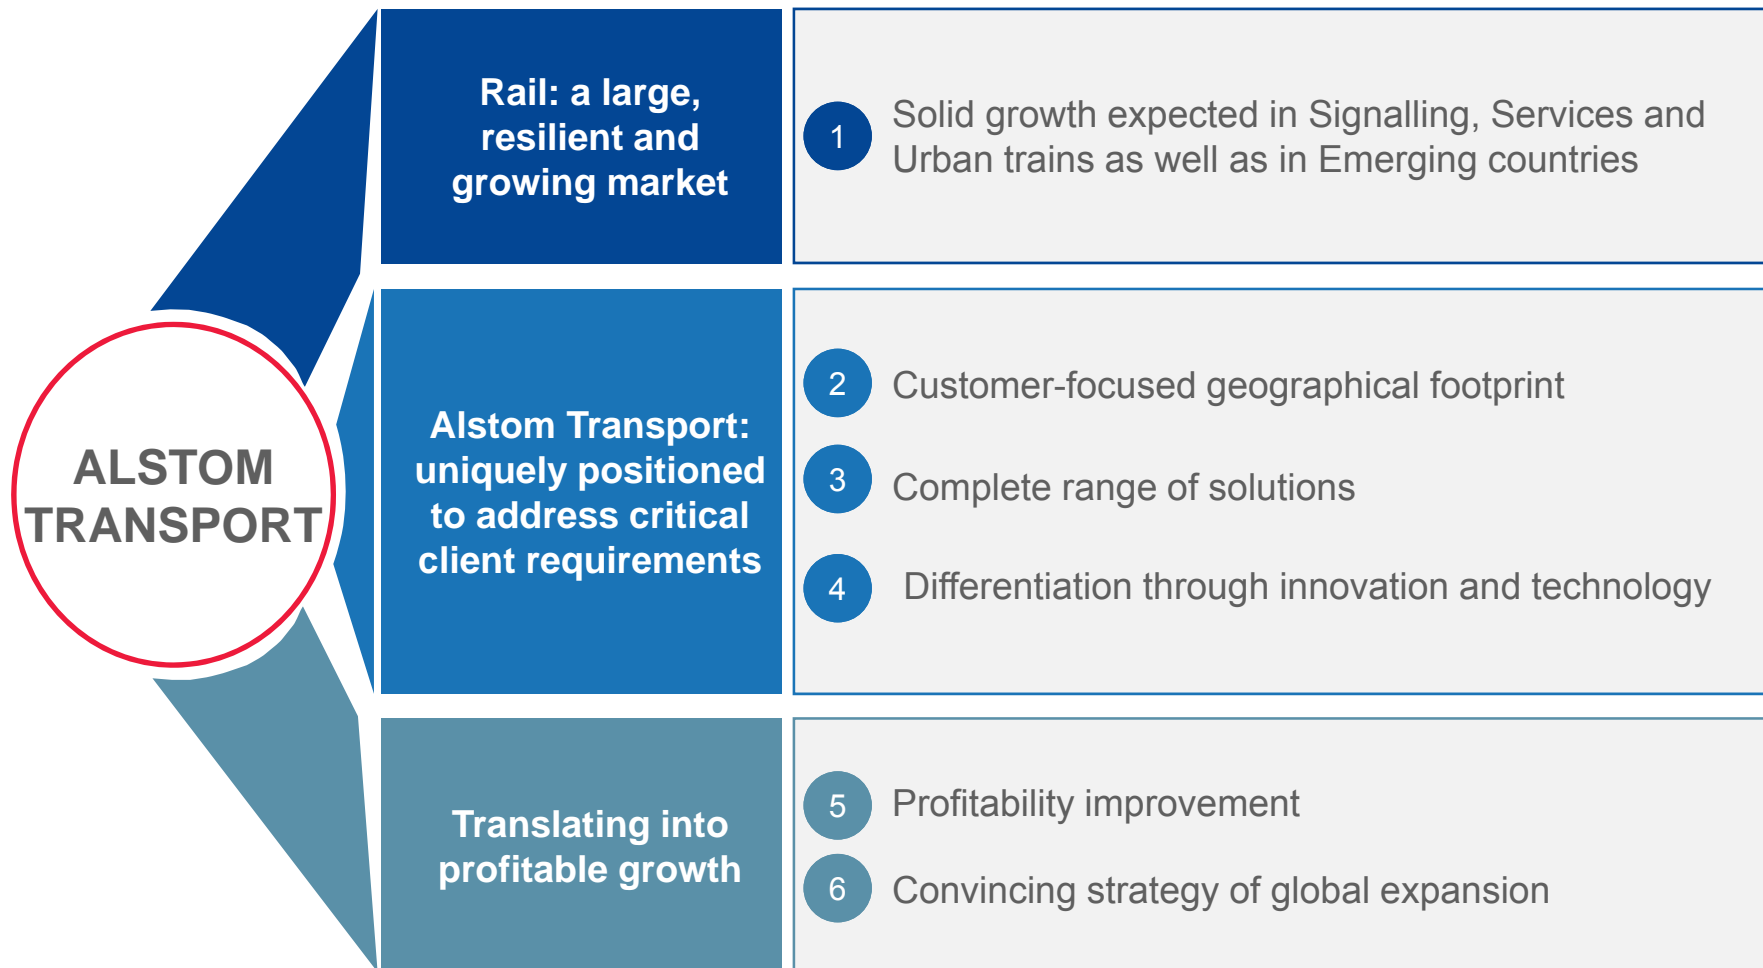 ALSTOM
TRANSPORT
Rail: a large,
resilient and
growing market
1
Solid growth expected in Signalling, Services and
Urban trains as well as in Emerging countries
Alstom Transport:
uniquely positioned
to address critical
client requirements
2
Customer-focused geographical footprint
3
Complete range of solutions
4
Differentiation through innovation and technology
Translating into
profitable growth
5
Profitability improvement
6
Convincing strategy of global expansion